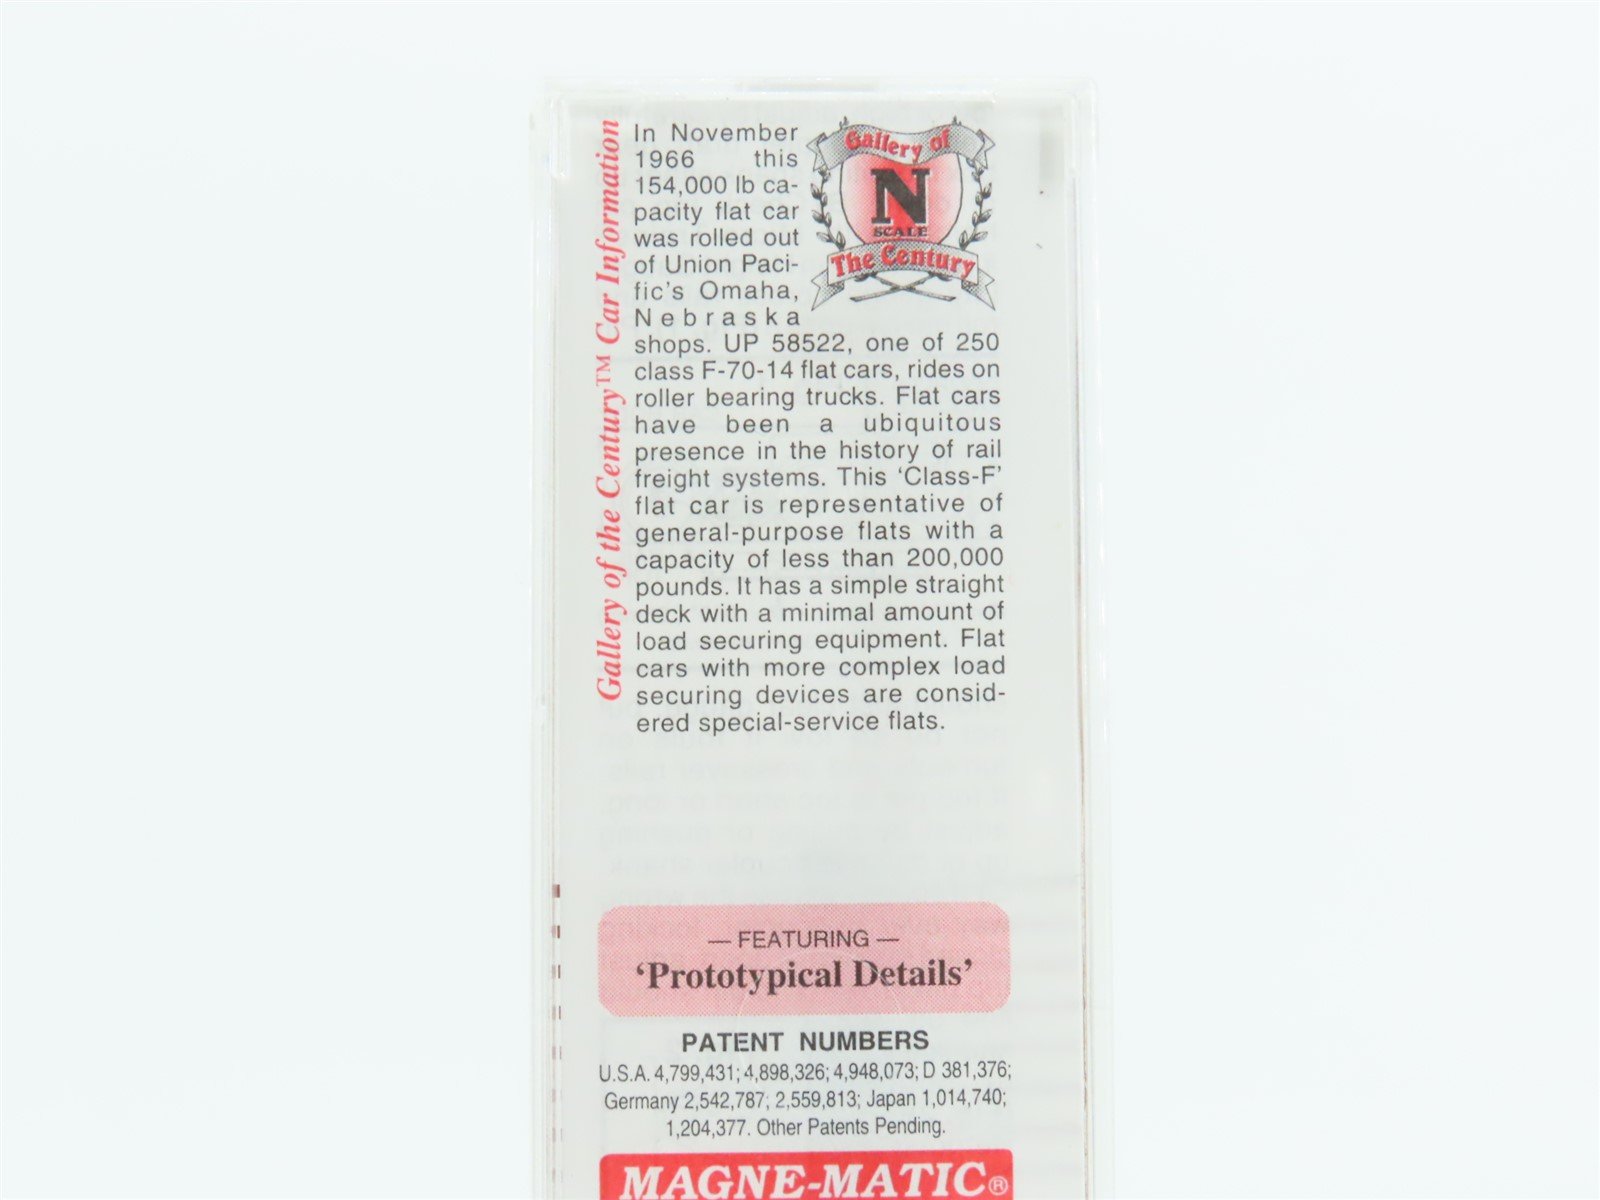 Gallery of the Century™ Car Information
In November
1966 this
154,000 lb ca-
pacity flat car
was rolled out
of Union Paci-
fic's Omaha,
Nebraska
shops. UP 58522, one of 250
class F-70-14 flat cars, rides on
roller bearing trucks. Flat cars
have been a ubiquitous
presence in the history of rail
freight systems. This ‘Class-F’
flat car is representative of
general-purpose flats with a
capacity of less than 200,000
pounds. It has a simple straight
deck with a minimal amount of
load securing equipment. Flat
cars with more complex load
securing devices are consid-
ered special-service flats.
Gallery of
N
SCALE
The Century
— FEATURING —
‘Prototypical Details’
PATENT NUMBERS
U.S.A. 4,799,431; 4,898,326; 4,948,073; D 381,376;
Germany 2,542,787; 2,559,813; Japan 1,014,740;
1,204,377. Other Patents Pending.
MAGNE-MATIC®